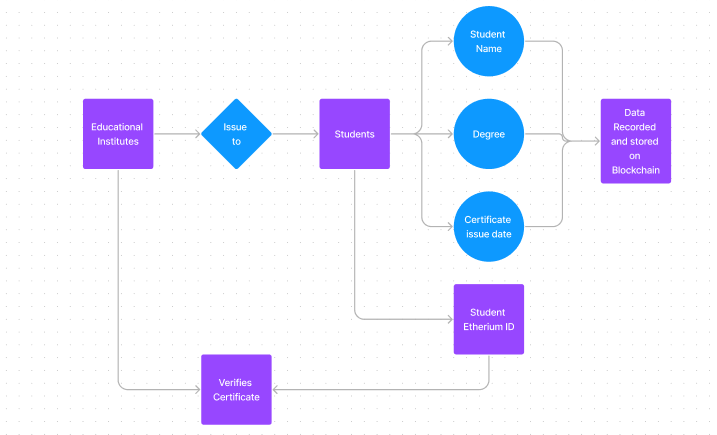 Student
Name
Educational
Institutes
Issue
to
Students
Degree
Data
Recorded
and stored
on
Blockchain
Certificate
issue date
Student
Etherium ID
Verifies
Certificate